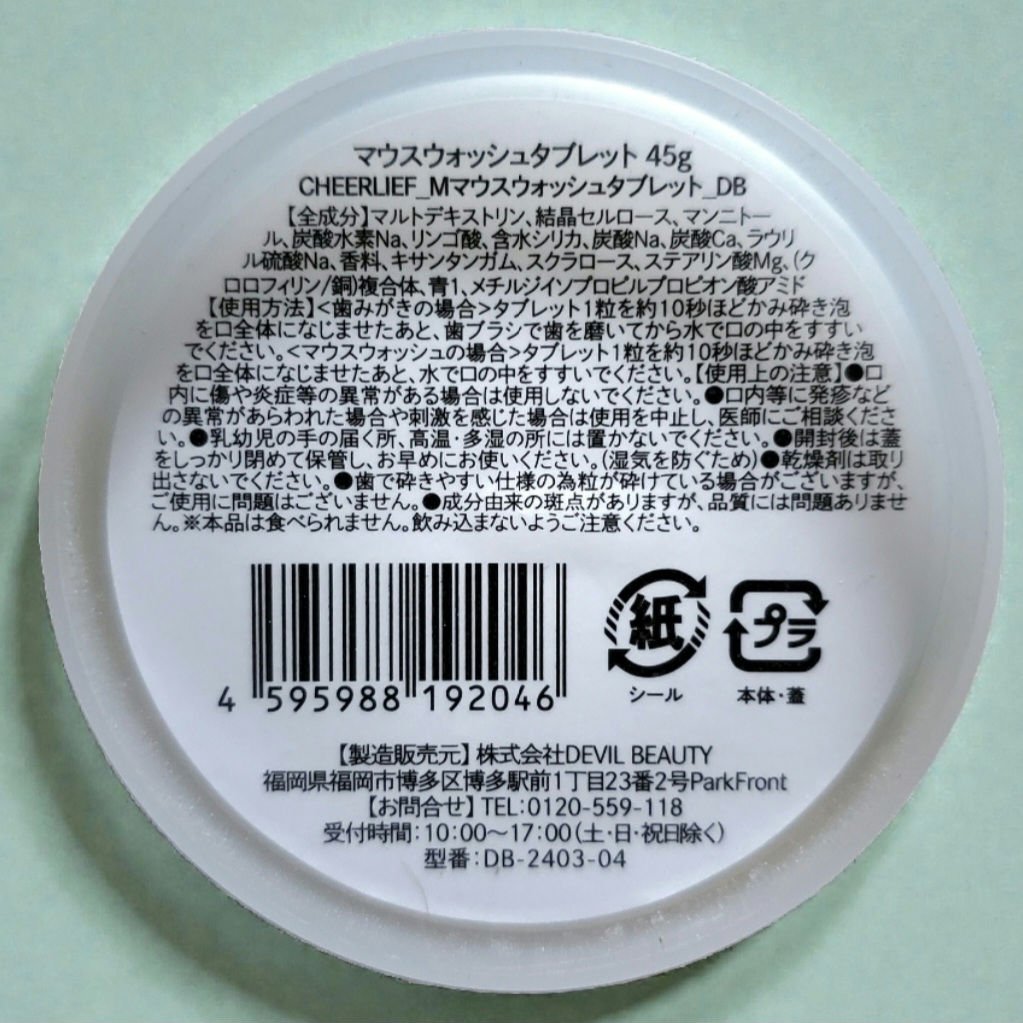 マウスウォッシュタブレット 45g
CHEERLIEF_Mマウスウォッシュタブレット_DB
【全成分】マルトデキストリン、結晶セルロース、マンニトー
ル、炭酸水素Na、リンゴ酸、含水シリカ、炭酸Na、炭酸Ca、ラウリ
ル硫酸Na、香料、キサンタンガム、スクラロース、ステアリン酸Mg、(ク
ロロフィリン/銅)複合体、青1、メチルジイソプロピルプロピオン酸アミド
【使用方法】<歯みがきの場合>タブレット1粒を約10秒ほどかみ砕き泡
を口全体になじませたあと、歯ブラシで歯を磨いてから水で口の中をすすい
でください。<マウスウォッシュの場合>タブレット1粒を約10秒ほどかみ砕き泡
を口全体になじませたあと、水で口の中をすすいでください。【使用上の注意】●口
内に傷や炎症等の異常がある場合は使用しないでください。●口内等に発疹など
の異常があらわれた場合や刺激を感じた場合は使用を中止し、医師にご相談くださ
い。●乳幼児の手の届く所、高温・多湿の所には置かないでください。●開封後は蓋
をしっかり閉めて保管し、お早めにお使いください。(湿気を防ぐため)●乾燥剤は取り
出さないでください。●歯で砕きやすい仕様の為粒が砕けている場合がございますが、
ご使用に問題はございません。●成分由来の斑点がありますが、品質には問題ありませ
ん。※本品は食べられません。飲み込まないようご注意ください。
紙 プラ
シール 本体・蓋
4 595988 192046
【製造販売元】株式会社DEVIL BEAUTY
福岡県福岡市博多区博多駅前1丁目23番2号ParkFront
【お問合せ】TEL:0120-559-118
受付時間:10:00～17:00(土・日・祝日除く)
型番:DB-2403-04